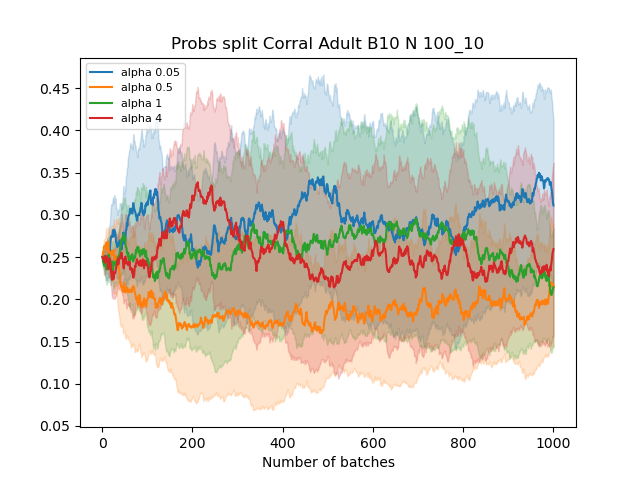 Probs split Corral Adult B10 N 100_10
alpha 0.05
alpha 0.5
alpha 1
alpha 4
0.45
0.40
0.35
0.30
0.25
0.20
0.15
0.10
0.05
0 200 400 600 800 1000
Number of batches